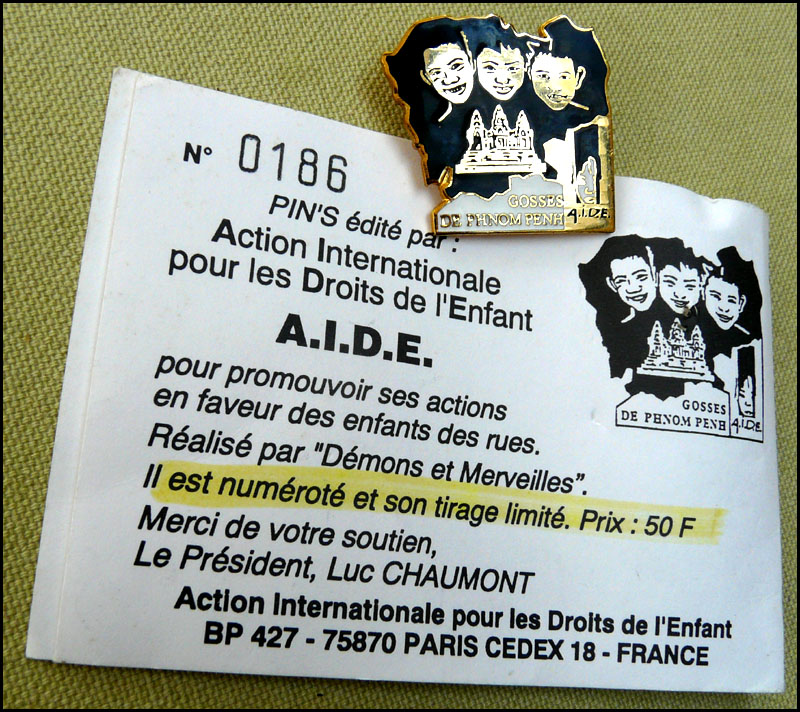 GOSSES
DE PHNOM PENH
A.I.D.E.
N° 0186
PIN'S édité par :
Action Internationale
pour les Droits de l'Enfant
A.I.D.E.
pour promouvoir ses actions
en faveur des enfants des rues.
Réalisé par "Démons et Merveilles".
Il est numéroté et son tirage limité. Prix : 50 F
Merci de votre soutien,
Le Président, Luc CHAUMONT
Action Internationale pour les Droits de l'Enfant
BP 427 - 75870 PARIS CEDEX 18 - FRANCE
GOSSES
DE PHNOM PENH
A.I.D.E